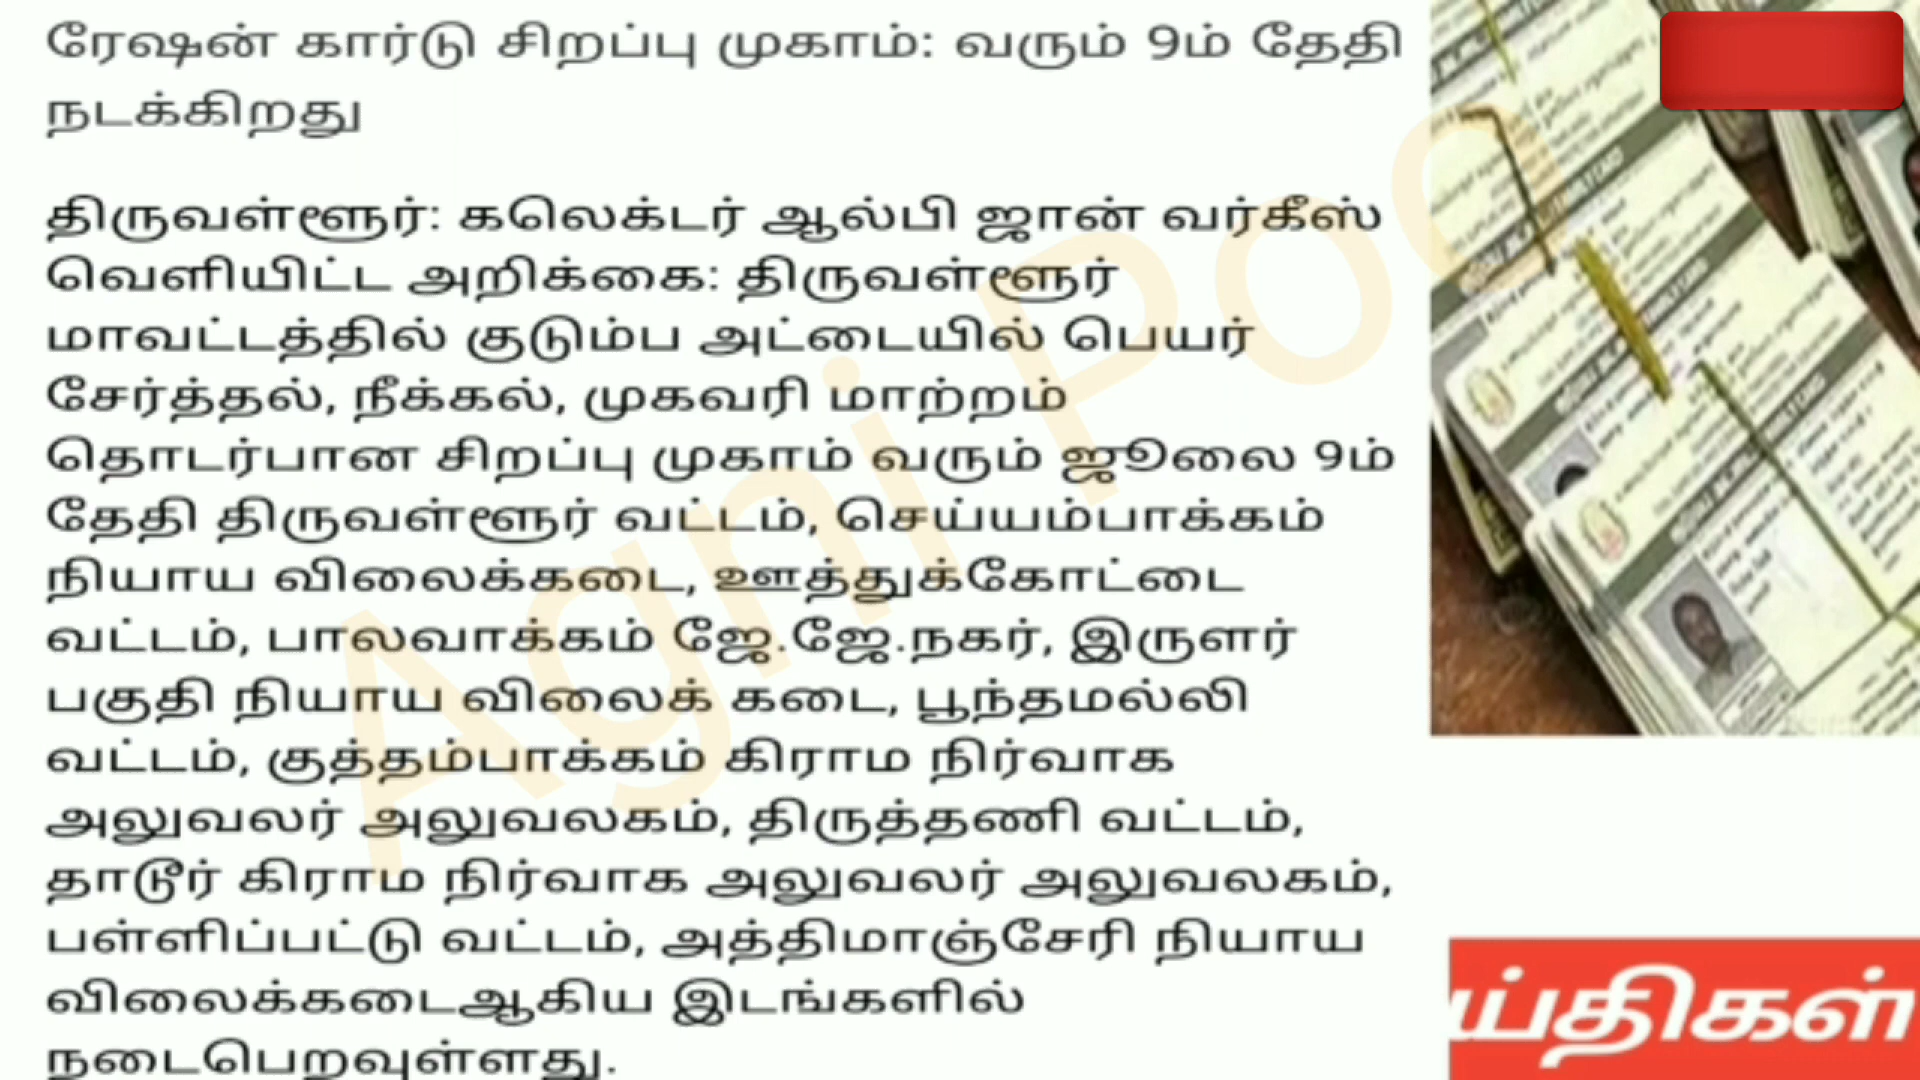 ரேஷன் கார்டு சிறப்பு முகாம்: வரும் 9ம் தேதி
நடக்கிறது
திருவள்ளூர்: கலெக்டர் ஆல்பி ஜான் வர்கீஸ்
வெளியிட்ட அறிக்கை: திருவள்ளூர்
மாவட்டத்தில் குடும்ப அட்டையில் பெயர்
சேர்த்தல், நீக்கல், முகவரி மாற்றம்
தொடர்பான சிறப்பு முகாம் வரும் ஜூலை 9ம்
தேதி திருவள்ளூர் வட்டம், செய்யம்பாக்கம்
நியாய விலைக்கடை, ஊத்துக்கோட்டை
வட்டம், பாலவாக்கம் ஜே.ஜே.நகர், இருளர்
பகுதி நியாய விலைக் கடை, பூந்தமல்லி
வட்டம், குத்தம்பாக்கம் கிராம நிர்வாக
அலுவலர் அலுவலகம், திருத்தணி வட்டம்,
தாடூர் கிராம நிர்வாக அலுவலர் அலுவலகம்,
பள்ளிப்பட்டு வட்டம், அத்திமாஞ்சேரி நியாய
விலைக்கடைஆகிய இடங்களில்
நடைபெறவுள்ளது.
Agni Poo
ய்திகள்